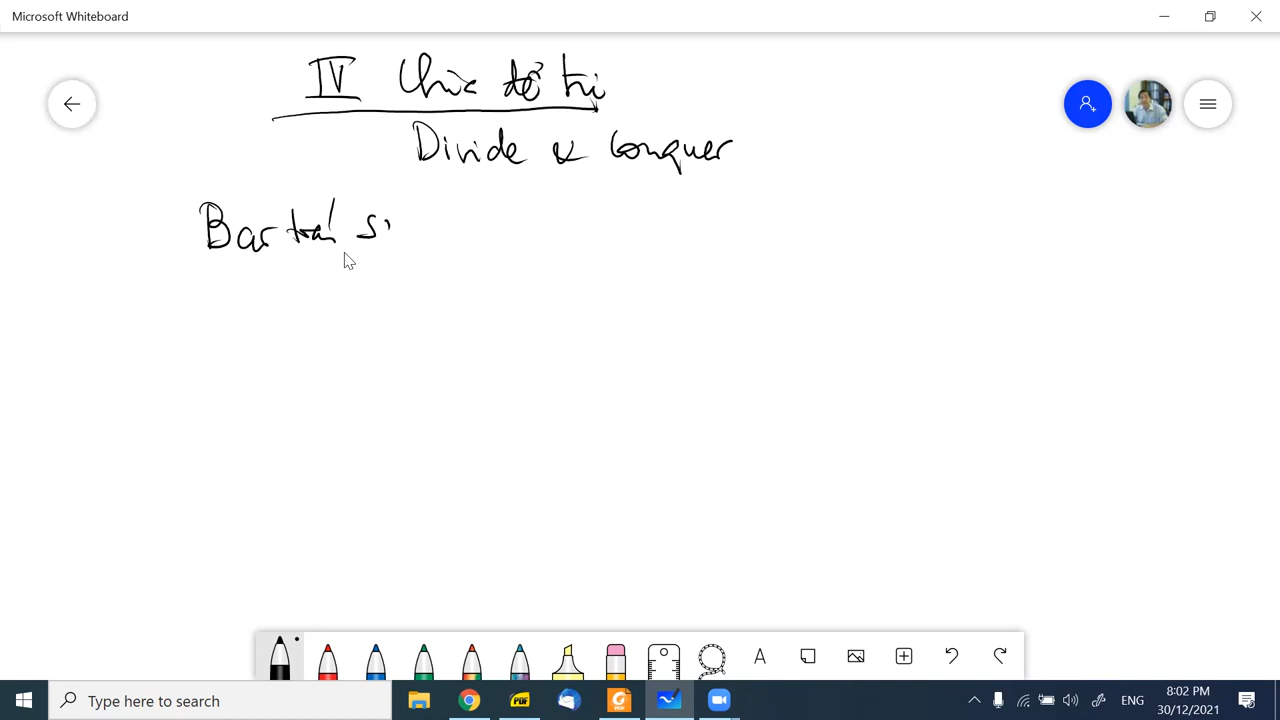 Microsoft Whiteboard
IV Chia để trị
Divide & Conquer
Bài toán
Type here to search
ENG
8:02 PM
30/12/2021